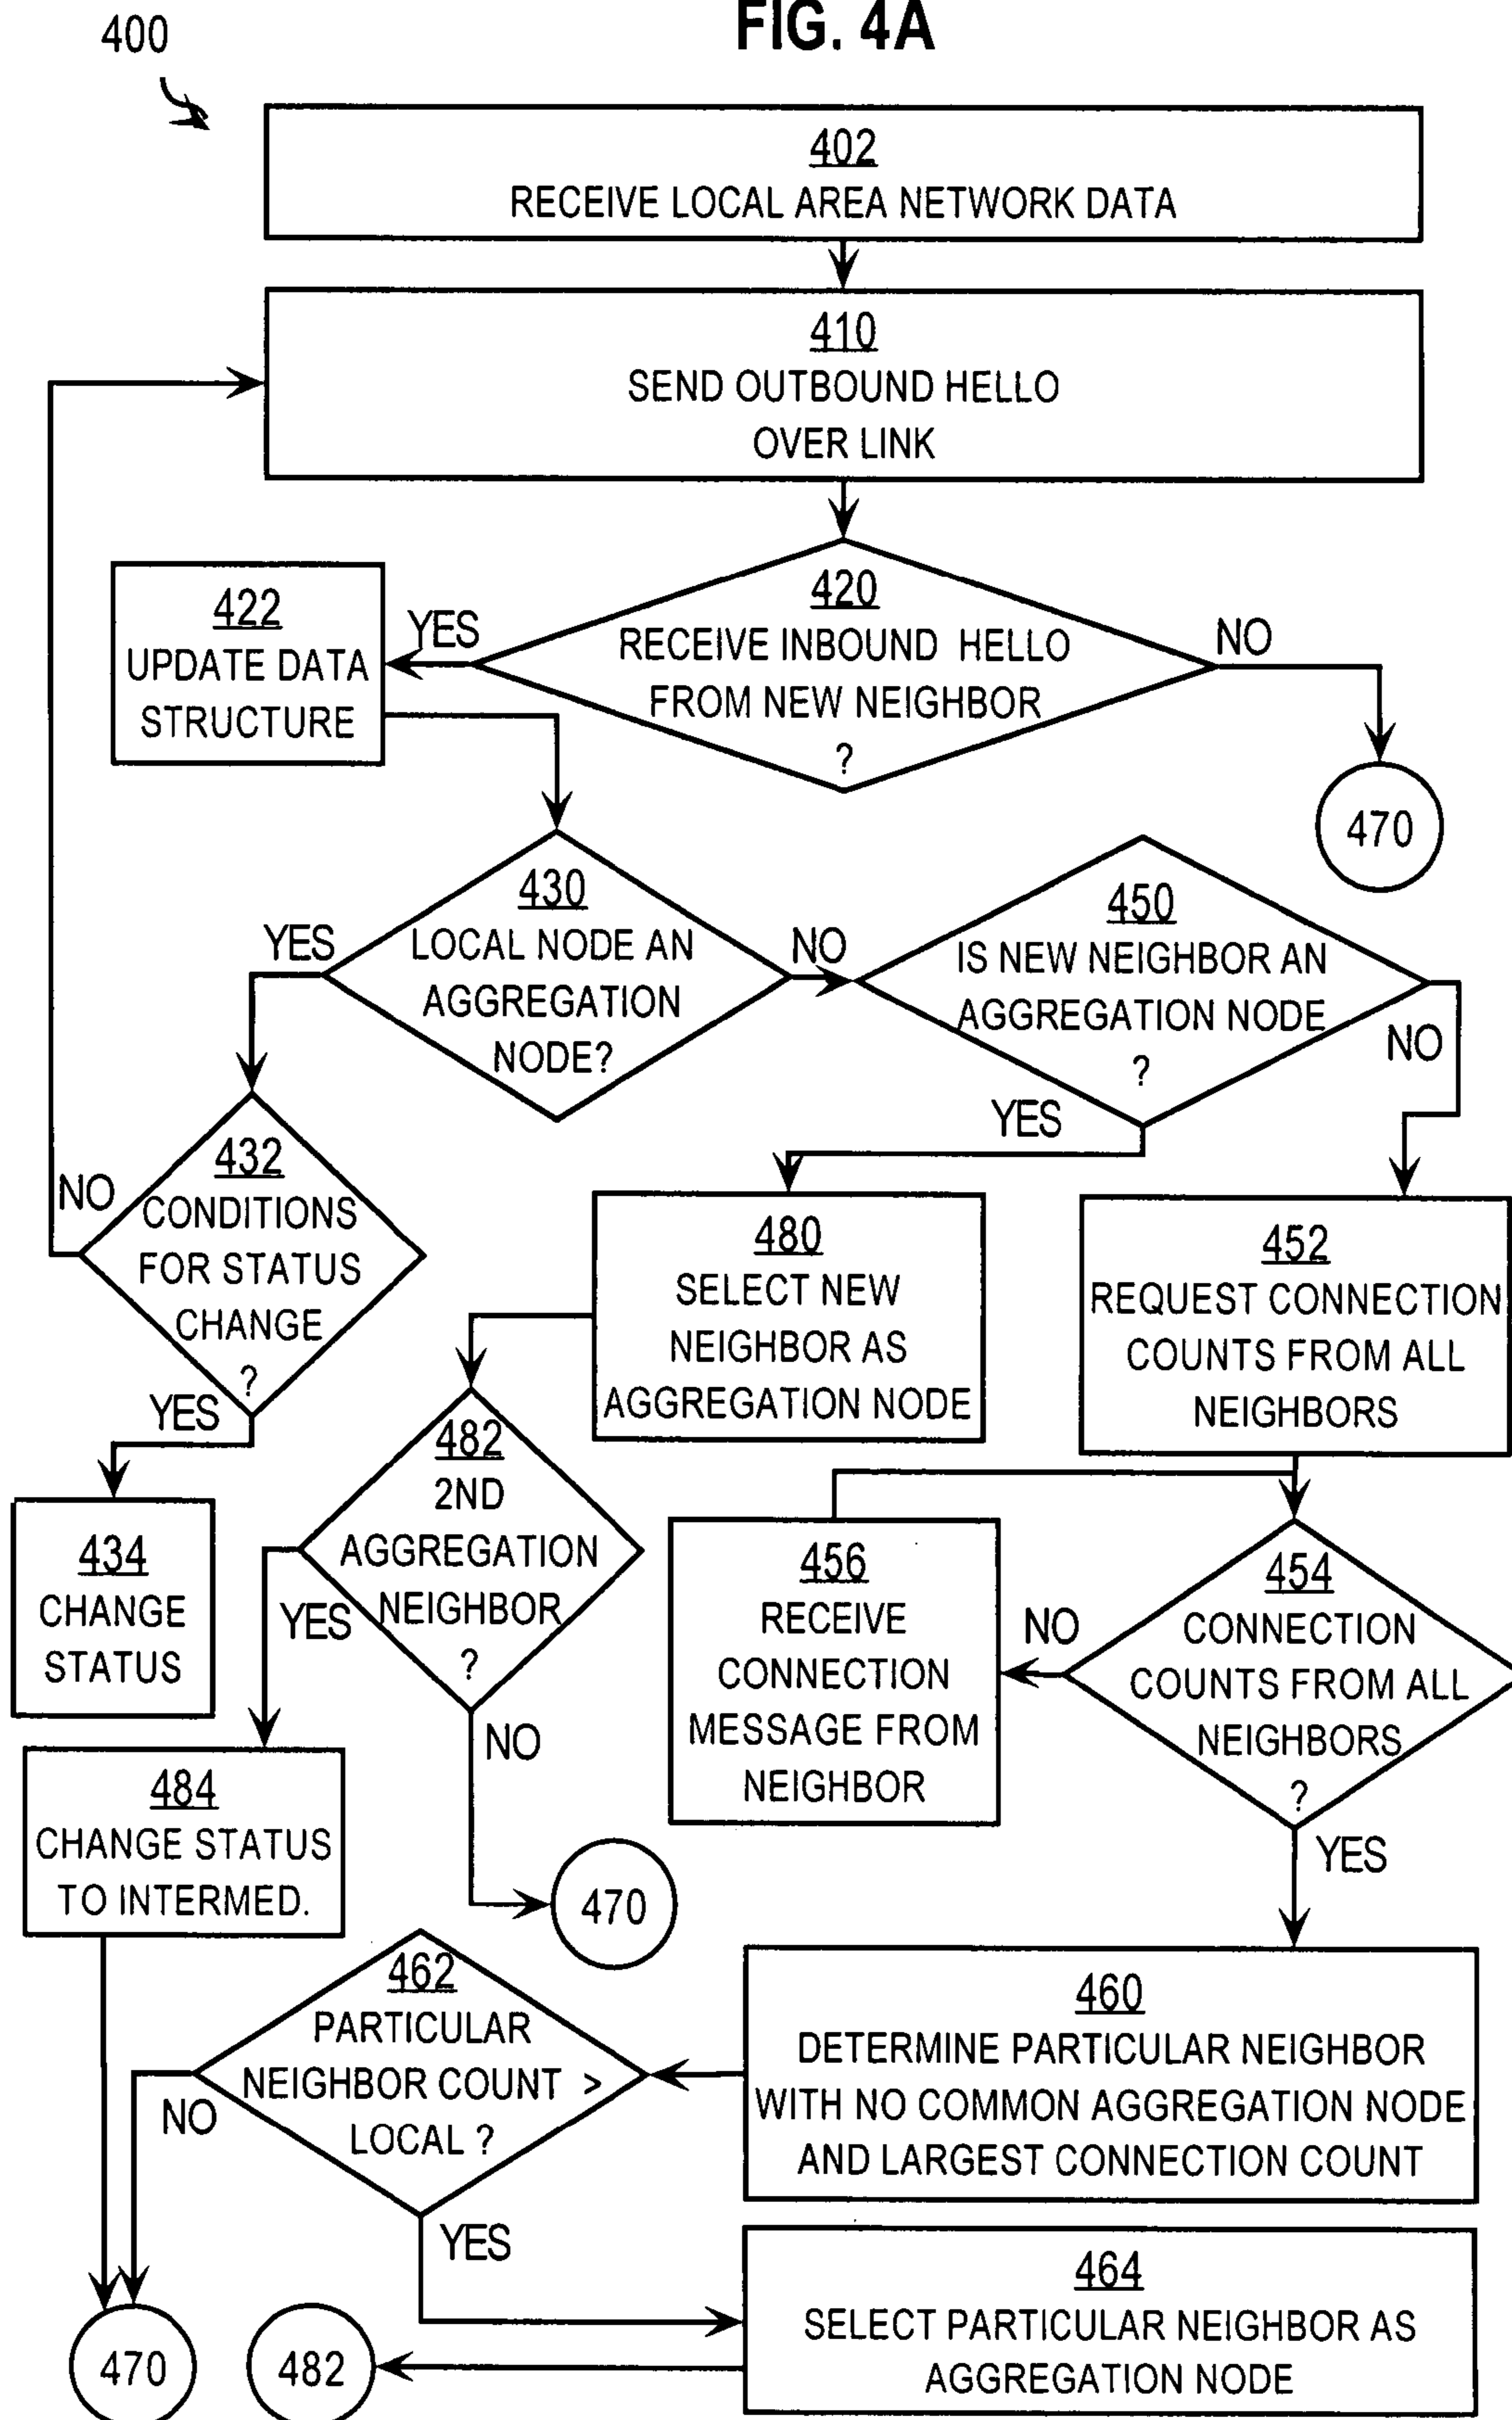 FIG. 4A
400
402
RECEIVE LOCAL AREA NETWORK DATA
410
SEND OUTBOUND HELLO
OVER LINK
420
RECEIVE INBOUND HELLO
FROM NEW NEIGHBOR
?
YES
NO
422
UPDATE DATA
STRUCTURE
470
430
LOCAL NODE AN
AGGREGATION
NODE?
YES
NO
450
IS NEW NEIGHBOR AN
AGGREGATION NODE
?
YES
NO
432
CONDITIONS
FOR STATUS
CHANGE
?
NO
YES
434
CHANGE
STATUS
480
SELECT NEW
NEIGHBOR AS
AGGREGATION NODE
452
REQUEST CONNECTION
COUNTS FROM ALL
NEIGHBORS
482
2ND
AGGREGATION
NEIGHBOR
?
YES
NO
470
484
CHANGE STATUS
TO INTERMED.
456
RECEIVE
CONNECTION
MESSAGE FROM
NEIGHBOR
454
CONNECTION
COUNTS FROM ALL
NEIGHBORS
?
NO
YES
460
DETERMINE PARTICULAR NEIGHBOR
WITH NO COMMON AGGREGATION NODE
AND LARGEST CONNECTION COUNT
462
PARTICULAR
NEIGHBOR COUNT >
LOCAL ?
NO
YES
464
SELECT PARTICULAR NEIGHBOR AS
AGGREGATION NODE
470
482